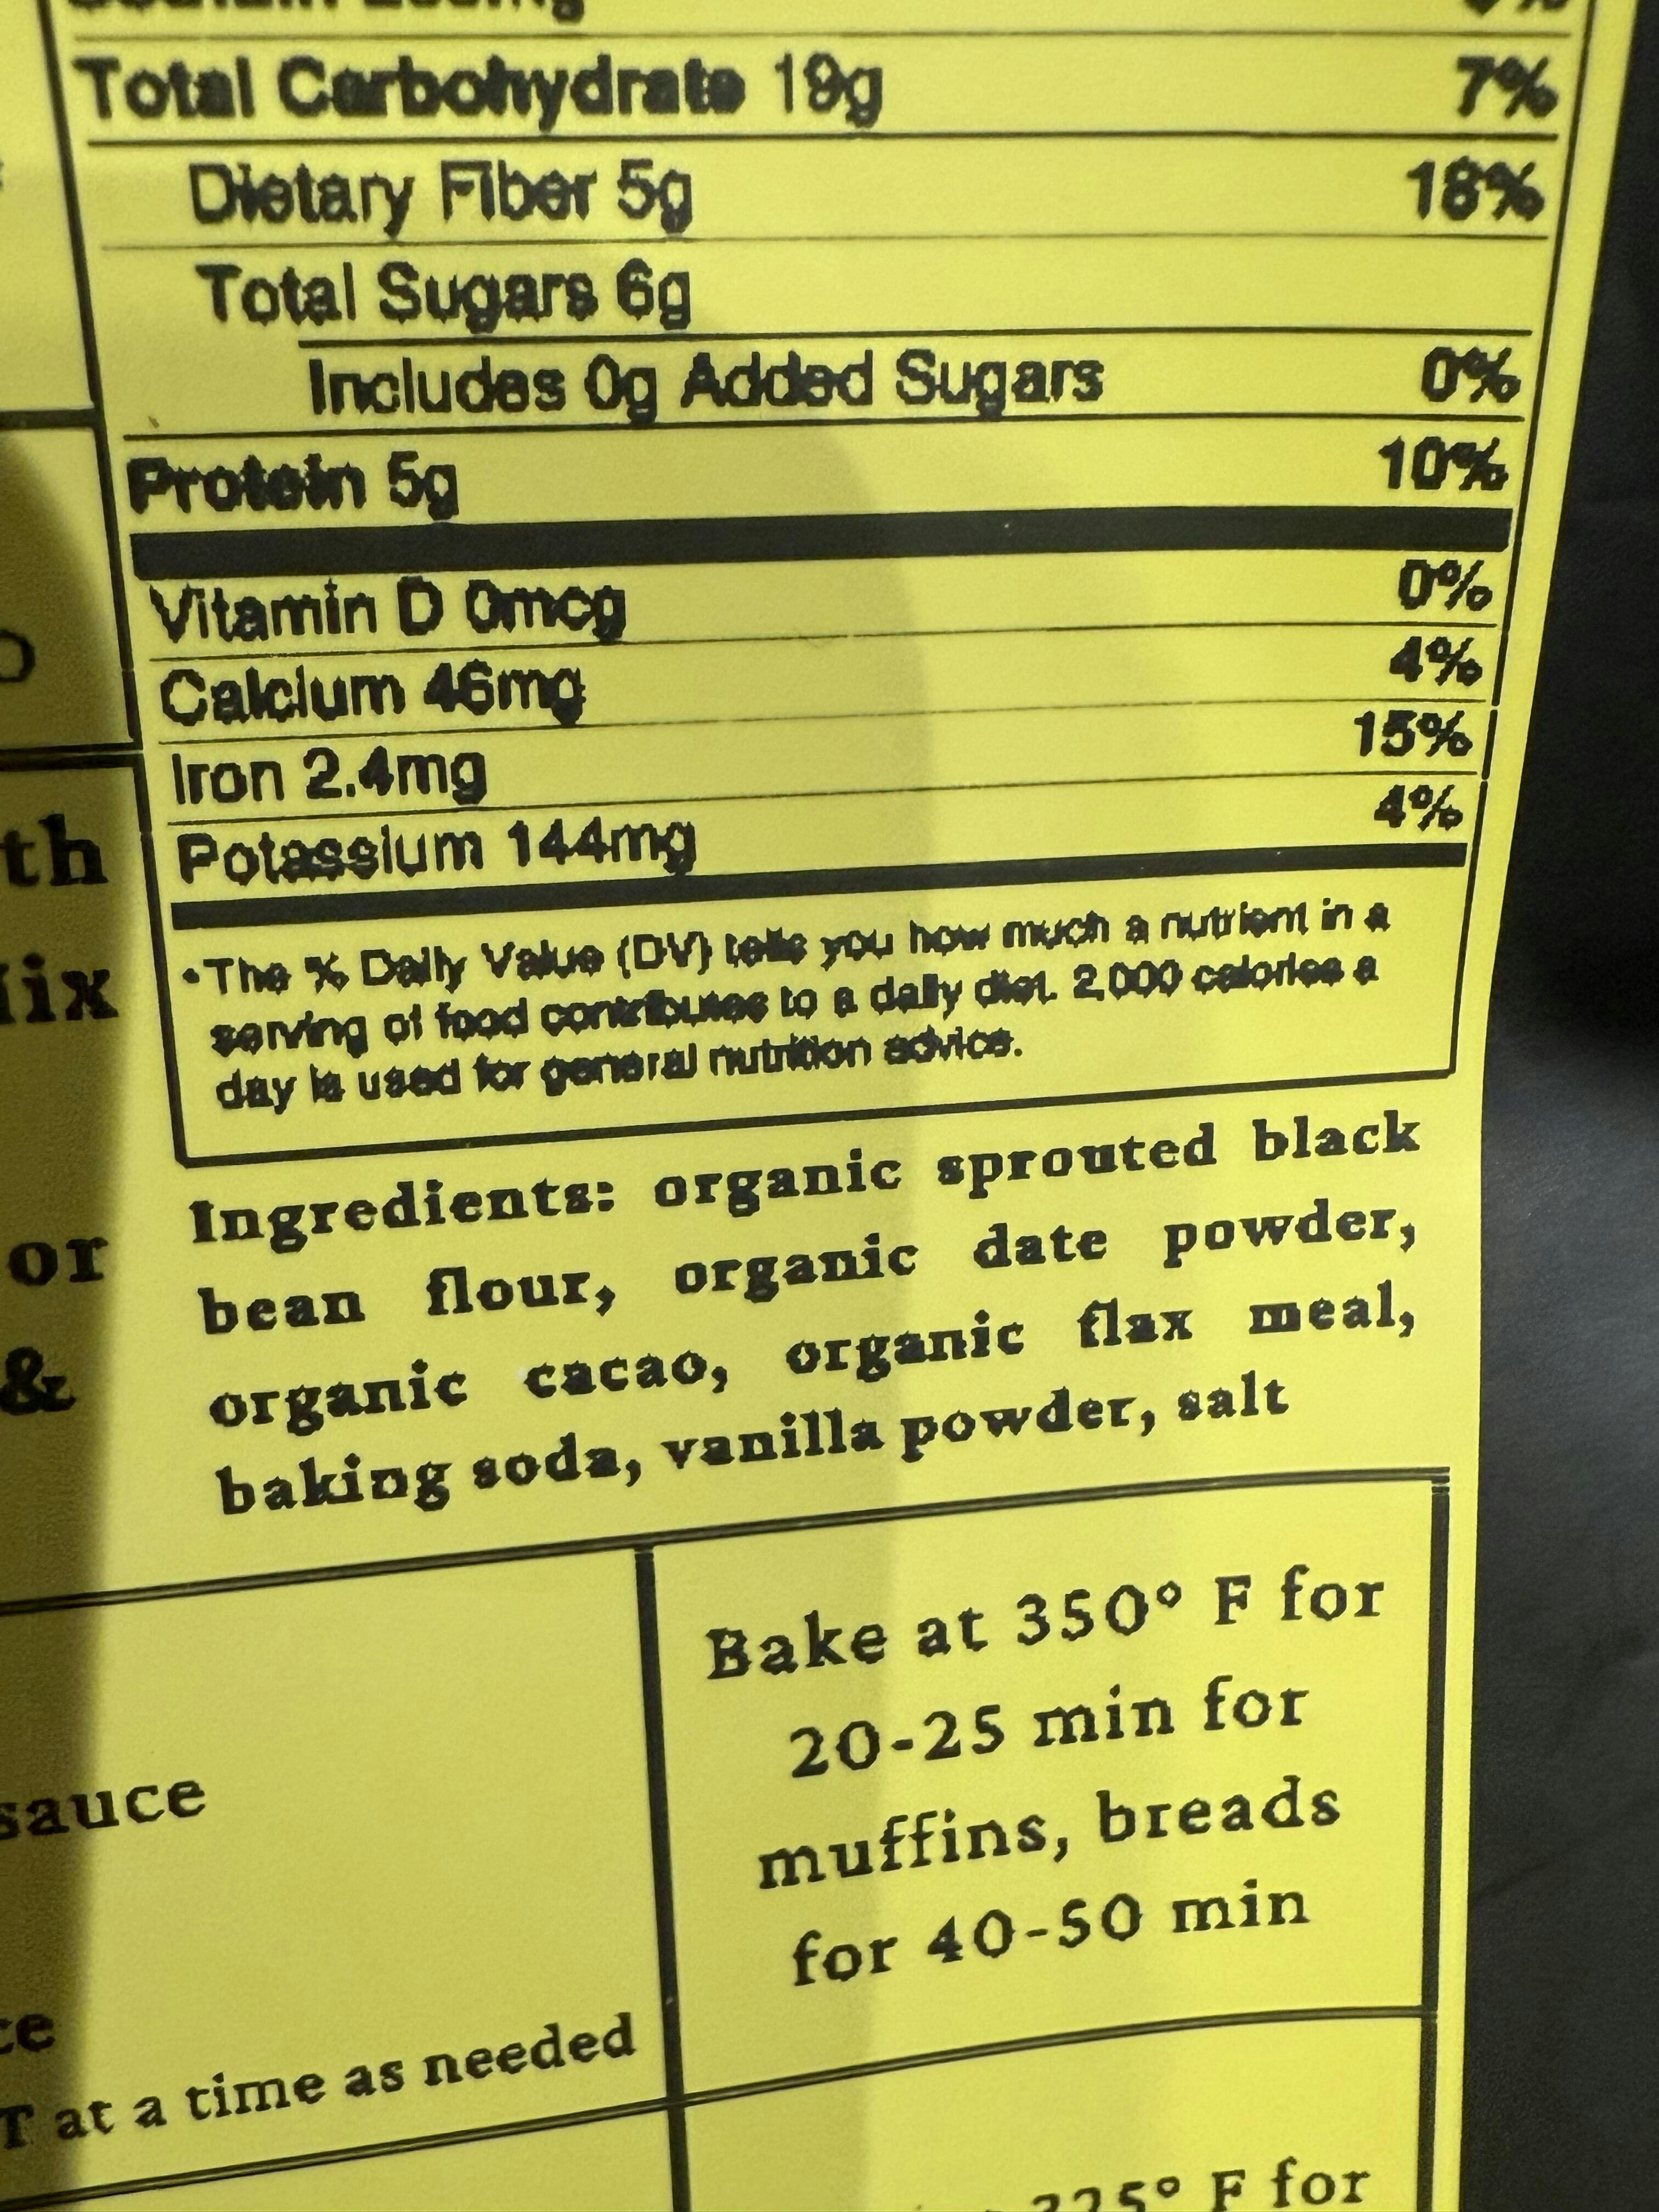 Total Carbohydrate 19g 7%
Dietary Fiber 5g 18%
Total Sugars 6g
Includes 0g Added Sugars 0%
Protein 5g 10%
Vitamin D 0mcg 0%
Calcium 46mg 4%
Iron 2.4mg 15%
Potassium 144mg 4%
*The % Daily Value (DV) tells you how much a nutrient in a
serving of food contributes to a daily diet. 2,000 calories a
day is used for general nutrition advice.
th
or
&
Ingredients: organic sprouted black
bean flour, organic date powder,
organic cacao, organic flax meal,
baking soda, vanilla powder, salt
sauce
T at a time as needed
Bake at 350° F for
20-25 min for
muffins, breads
for 40-50 min
325° F for